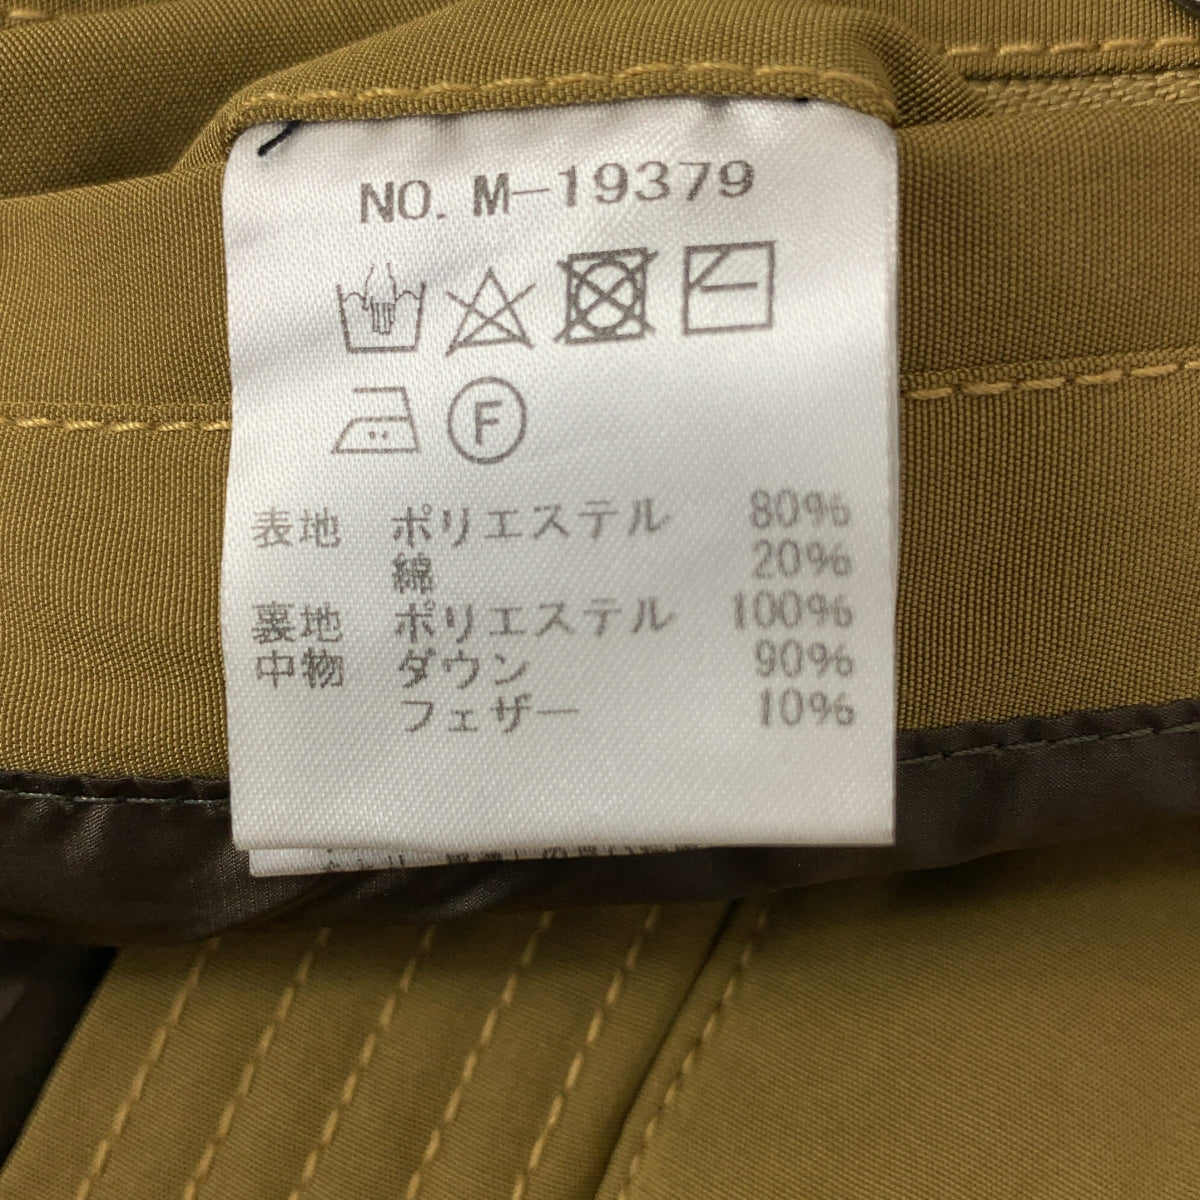 NO. M-19379
F
表地 ポリエステル 80%
綿 20%
裏地 ポリエステル 100%
中物 ダウン 90%
フェザー 10%